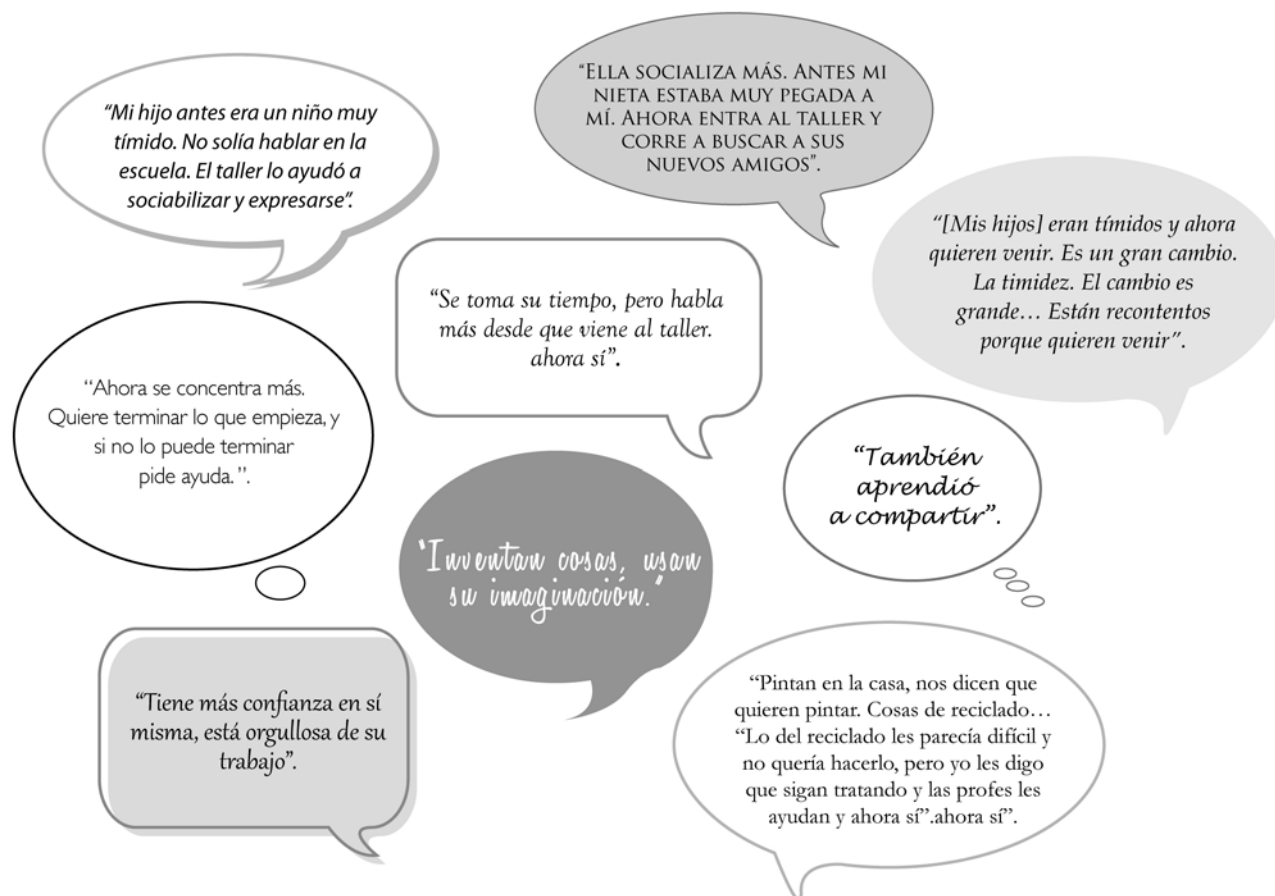 “Mi hijo antes era un niño muy
tímido. No solía hablar en la
escuela. El taller lo ayudó a
sociabilizar y expresarse”.
“ELLA SOCIALIZA MÁS. ANTES MI
NIETA ESTABA MUY PEGADA A
MÍ. AHORA ENTRA AL TALLER Y
CORRE A BUSCAR A SUS
NUEVOS AMIGOS”.
“[Mis hijos] eran tímidos y ahora
quieren venir. Es un gran cambio.
La timidez. El cambio es
grande… Están recontentos
porque quieren venir”.
“Se toma su tiempo, pero habla
más desde que viene al taller.
ahora sí”.
“Ahora se concentra más.
Quiere terminar lo que empieza, y
si no lo puede terminar
pide ayuda. ”.
“También
aprendió
a compartir”.
“Inventan cosas, usan
su imaginación.”
“Tiene más confianza en sí
misma, está orgullosa de su
trabajo”.
“Pintan en la casa, nos dicen que
quieren pintar. Cosas de reciclado…
“Lo del reciclado les parecía difícil y
no quería hacerlo, pero yo les digo
que sigan tratando y las profes les
ayudan y ahora sí”.ahora sí”.